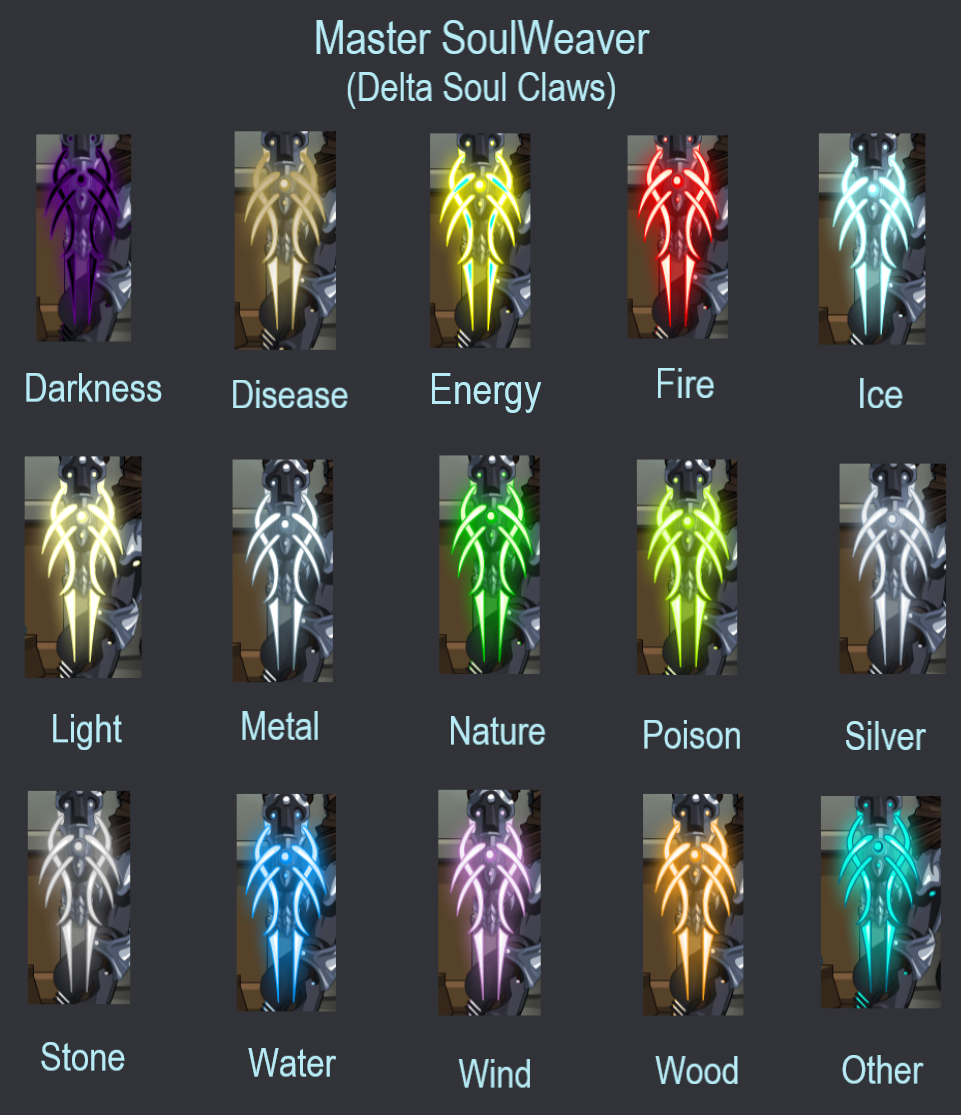 Master SoulWeaver
(Delta Soul Claws)
Darkness
Disease
Energy
Fire
Ice
Light
Metal
Nature
Poison
Silver
Stone
Water
Wind
Wood
Other